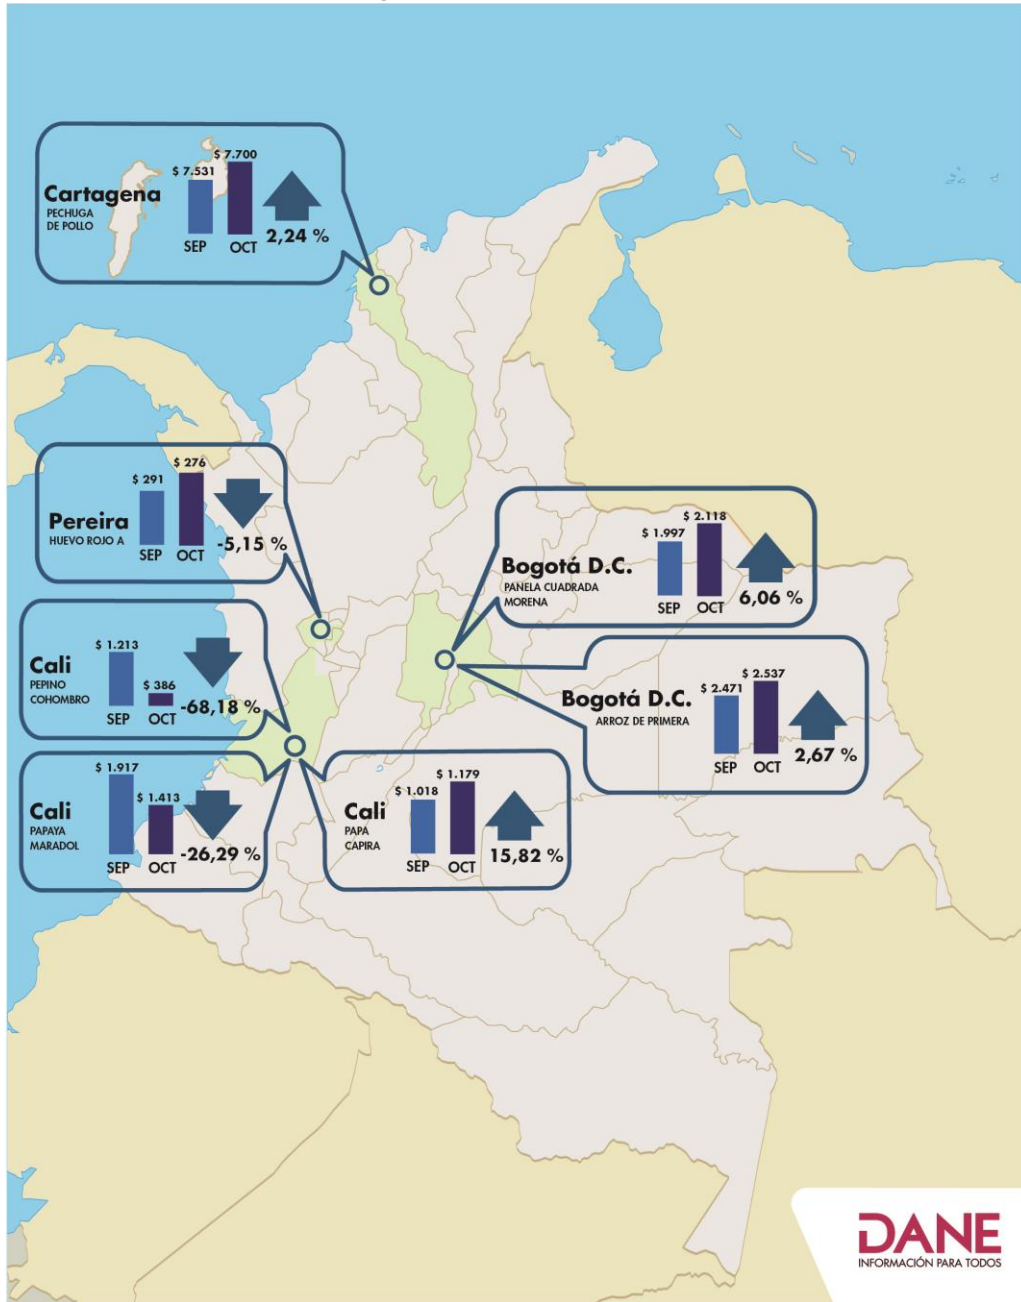 $ 7.531
$ 7.700
Cartagena
PECHUGA
DE POLLO
SEP
OCT
2,24 %
$ 291
$ 276
Pereira
HUEVO ROJO A
SEP
OCT
-5,15 %
$ 1.997
$ 2.118
Bogotá D.C.
PANELA CUADRADA
MORENA
SEP
OCT
6,06 %
$ 1.213
$ 386
Cali
PEPINO
COHOMBRO
SEP
OCT
-68,18 %
$ 2.471
$ 2.537
Bogotá D.C.
ARROZ DE PRIMERA
SEP
OCT
2,67 %
$ 1.917
$ 1.413
Cali
PAPAYA
MARADOL
SEP
OCT
-26,29 %
$ 1.018
$ 1.179
Cali
PAPA
CAPIRA
SEP
OCT
15,82 %
DANE
INFORMACIÓN PARA TODOS